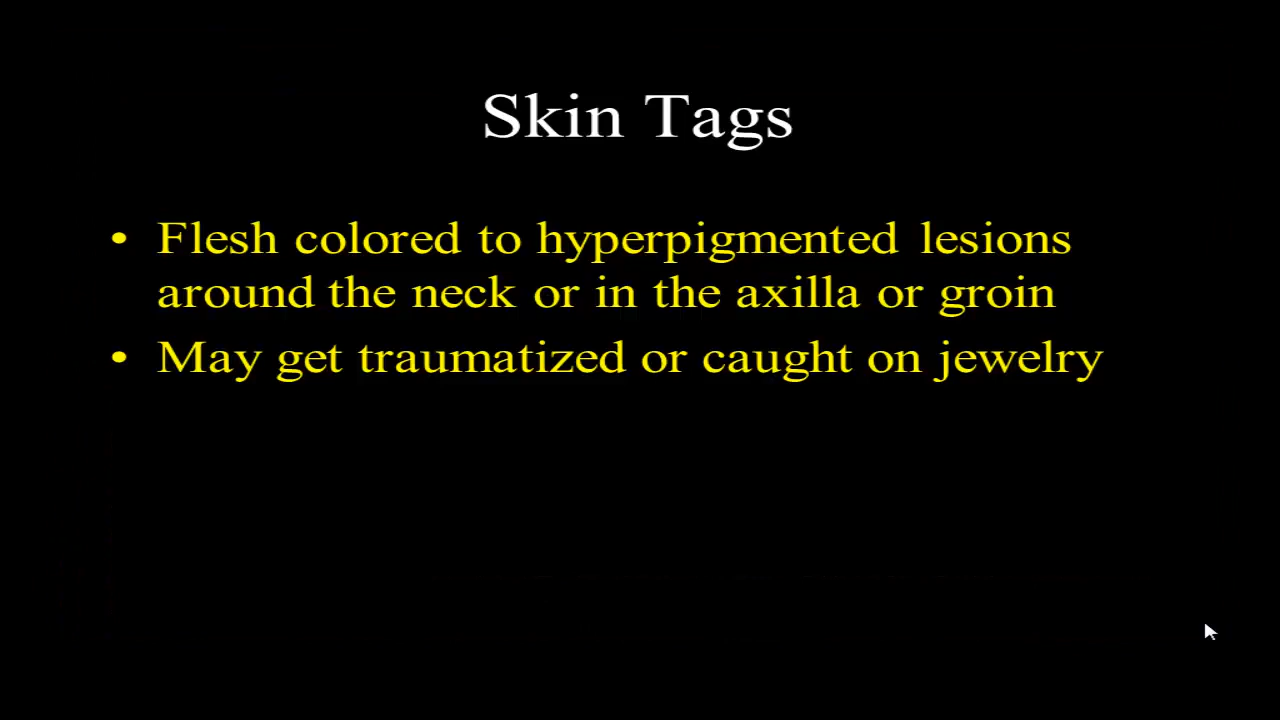 Skin Tags
• Flesh colored to hyperpigmented lesions
around the neck or in the axilla or groin
• May get traumatized or caught on jewelry